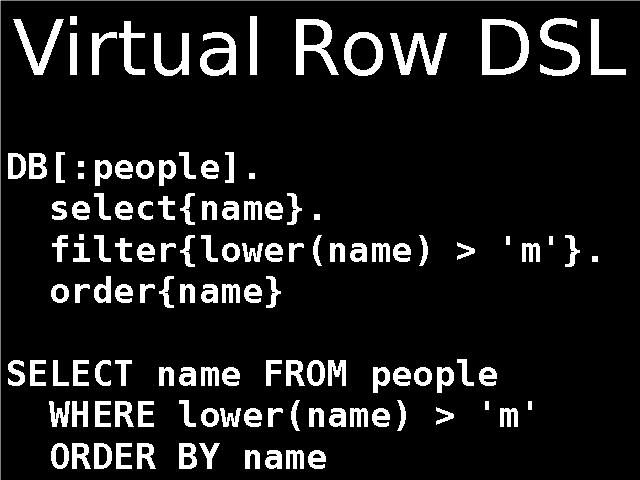 Virtual Row DSL
DB[:people].
select{name}.
filter{lower(name) > 'm'}.
order{name}
SELECT name FROM people
WHERE lower(name) > 'm'
ORDER BY name